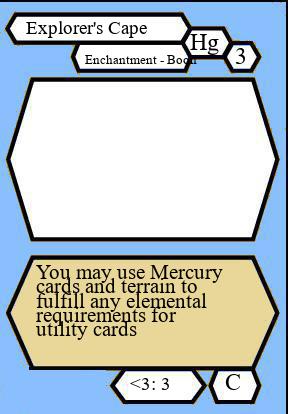 Explorer's Cape
Hg
Enchantment - Boon
3
You may use Mercury
cards and terrain to
fulfill any elemental
requirements for
utility cards
<3: 3
C